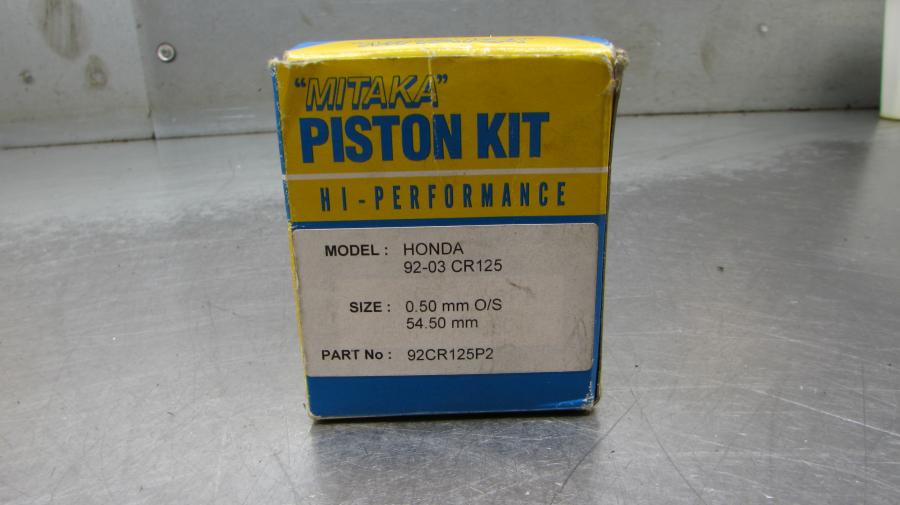 "MITAKA"
PISTON KIT
HI-PERFORMANCE
MODEL : HONDA
92-03 CR125
SIZE : 0.50 mm O/S
54.50 mm
PART No : 92CR125P2